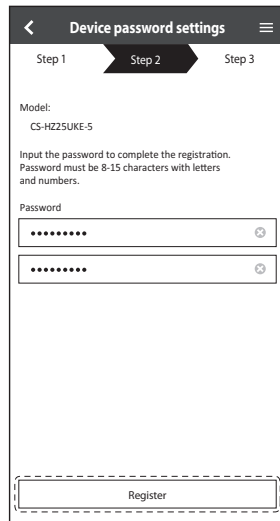 Device password settings
Step 1
Step 2
Step 3
Model:
CS-HZ25UKE-5
Input the password to complete the registration.
Password must be 8-15 characters with letters
and numbers.
Password
•••••••••
•••••••••
Register